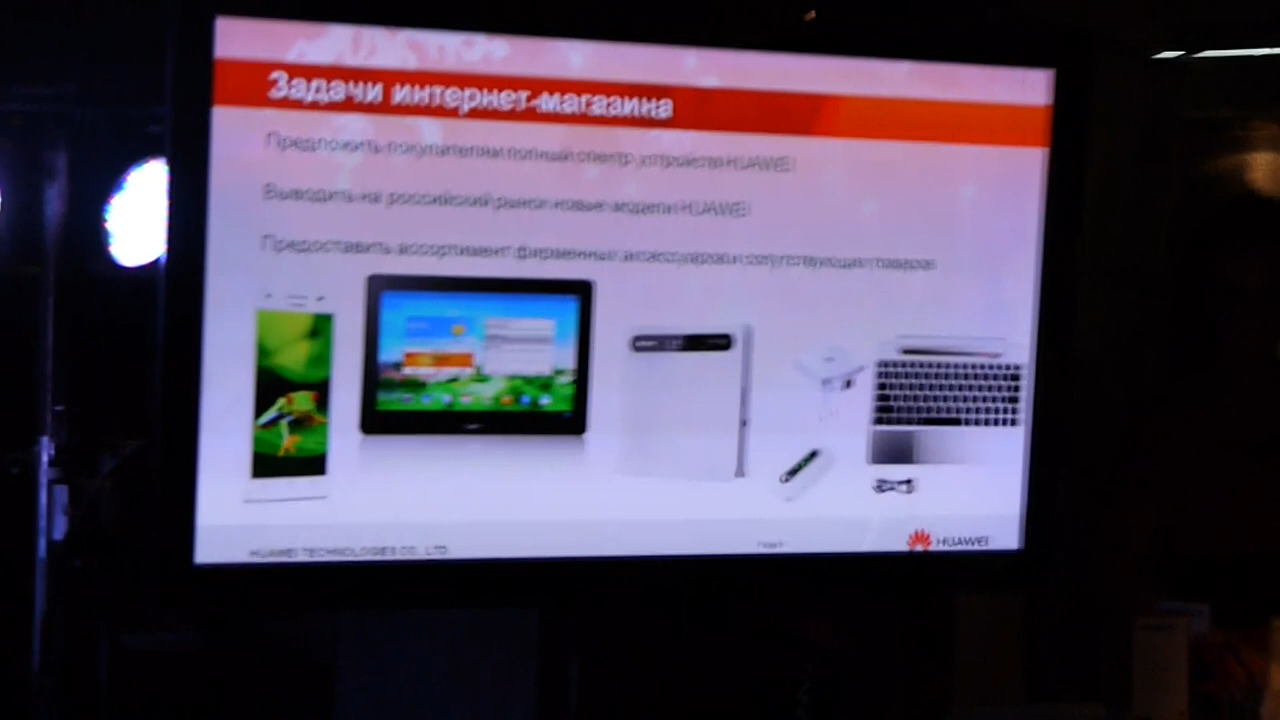 Задачи интернет-магазина
Предложить покупателям полный спектр устройств HUAWEI
Выводить на российский рынок новые модели HUAWEI
Предоставить ассортимент фирменных аксессуаров и сопутствующих товаров
HUAWEI TECHNOLOGIES CO., LTD.
HUAWEI